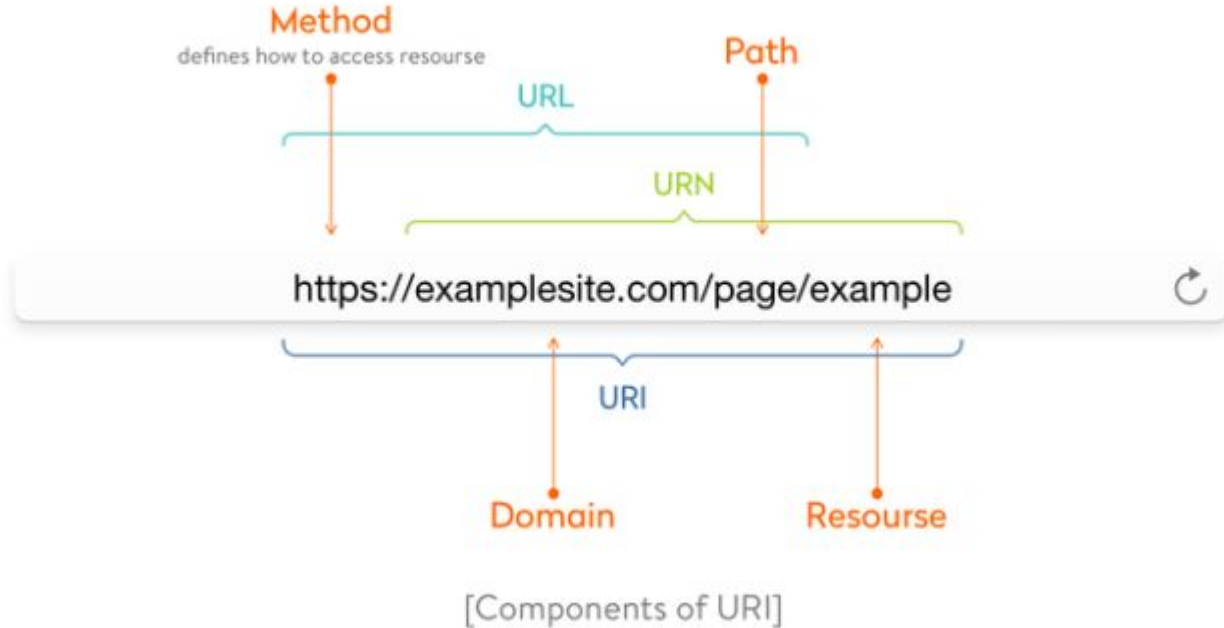 Method
defines how to access resourse
Path
URL
URN
https://examplesite.com/page/example
URI
Domain
Resourse
[Components of URI]